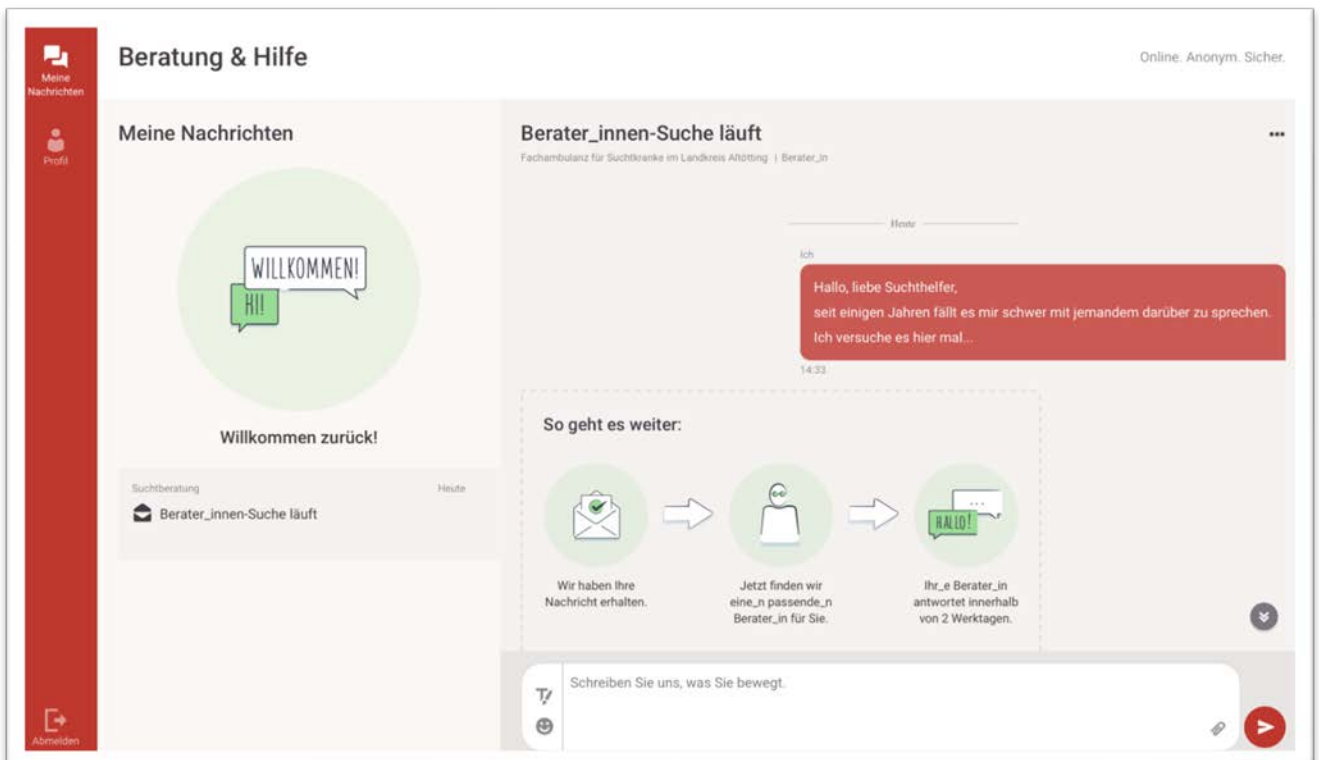 Meine
Nachrichten
Profil
Abmelden
Beratung & Hilfe
Online. Anonym. Sicher.
Meine Nachrichten
WILLKOMMEN!
HI!
Willkommen zurück!
Suchtberatung
Heute
Berater_innen-Suche läuft
Berater_innen-Suche läuft
Fachambulanz für Suchtkranke im Landkreis Altötting | Berater_in
Heute
Ich
Hallo, liebe Suchthelfer,
seit einigen Jahren fällt es mir schwer mit jemandem darüber zu sprechen.
Ich versuche es hier mal...
14:33
So geht es weiter:
Wir haben Ihre
Nachricht erhalten.
Jetzt finden wir
eine_n passende_n
Berater_in für Sie.
HALLO!
Ihr_e Berater_in
antwortet innerhalb
von 2 Werktagen.
Schreiben Sie uns, was Sie bewegt.